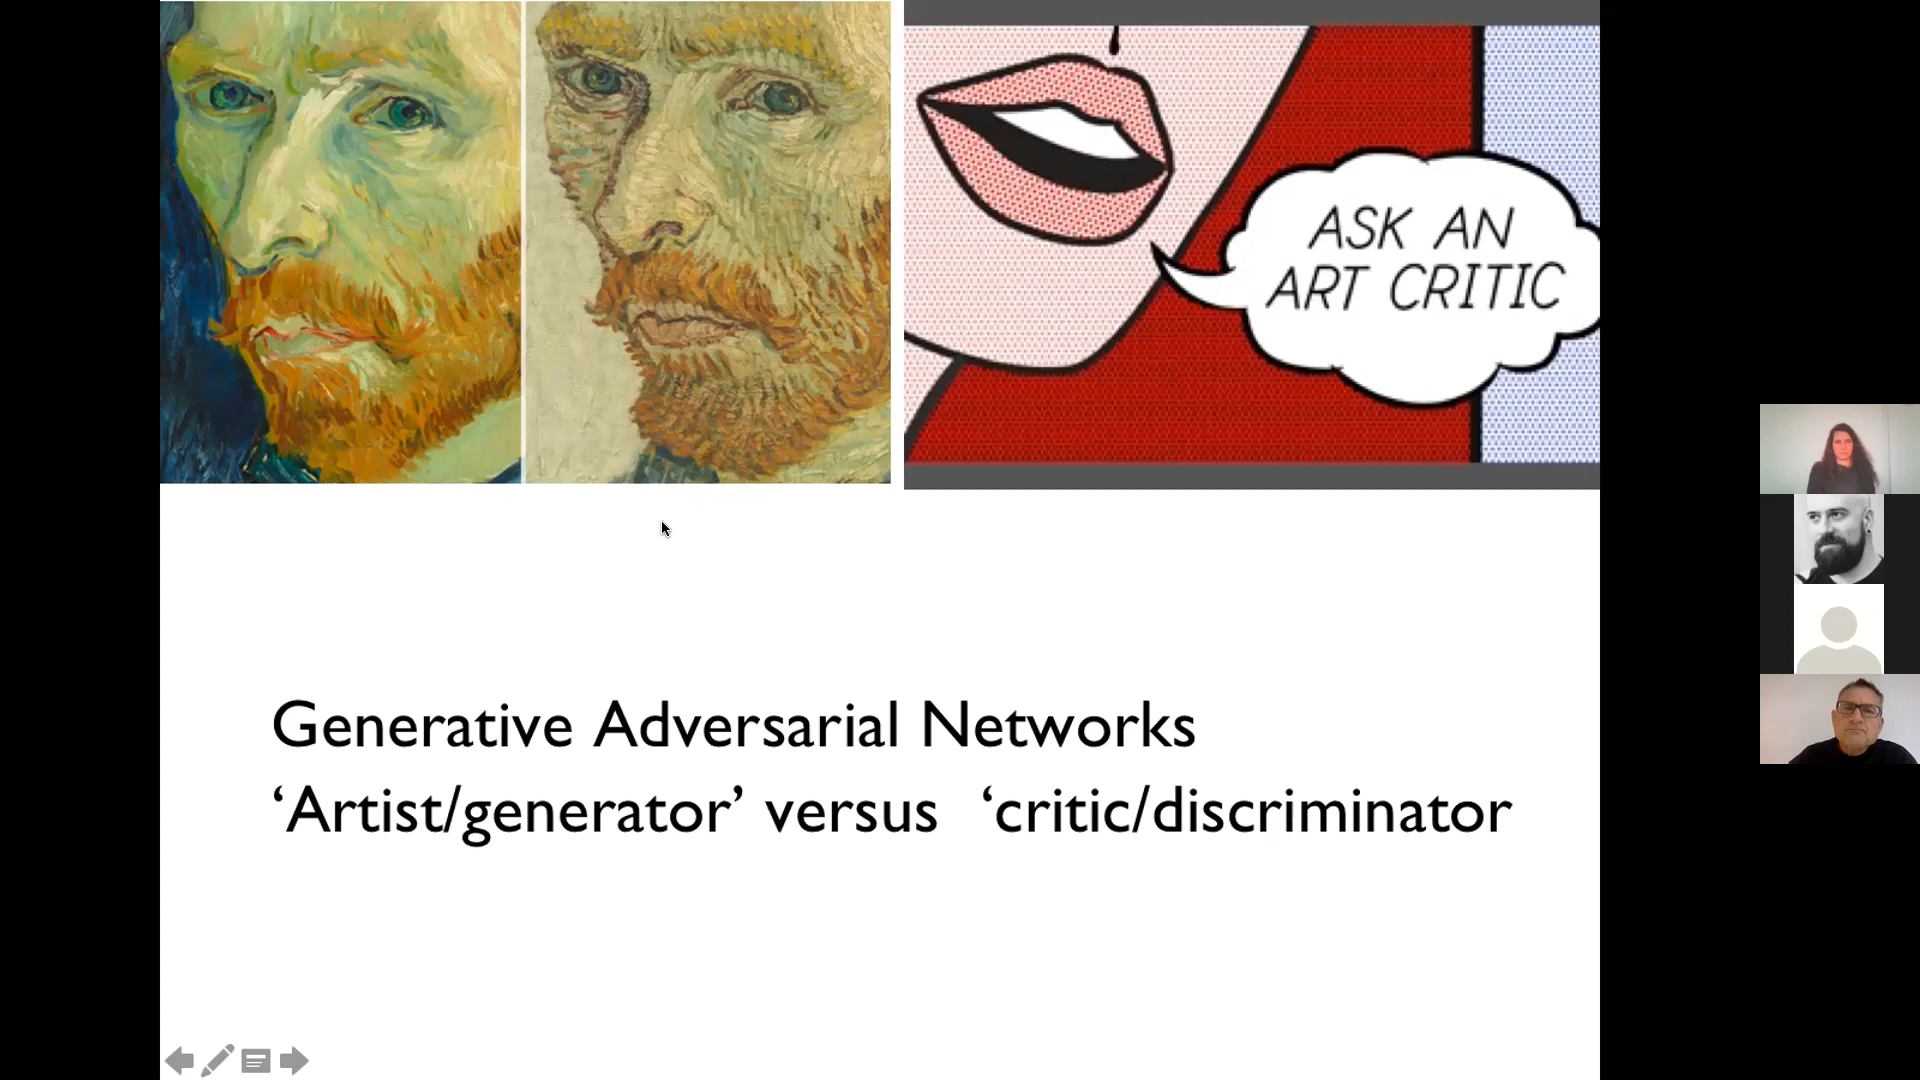 ASK AN
ART CRITIC
Generative Adversarial Networks
‘Artist/generator’ versus ‘critic/discriminator